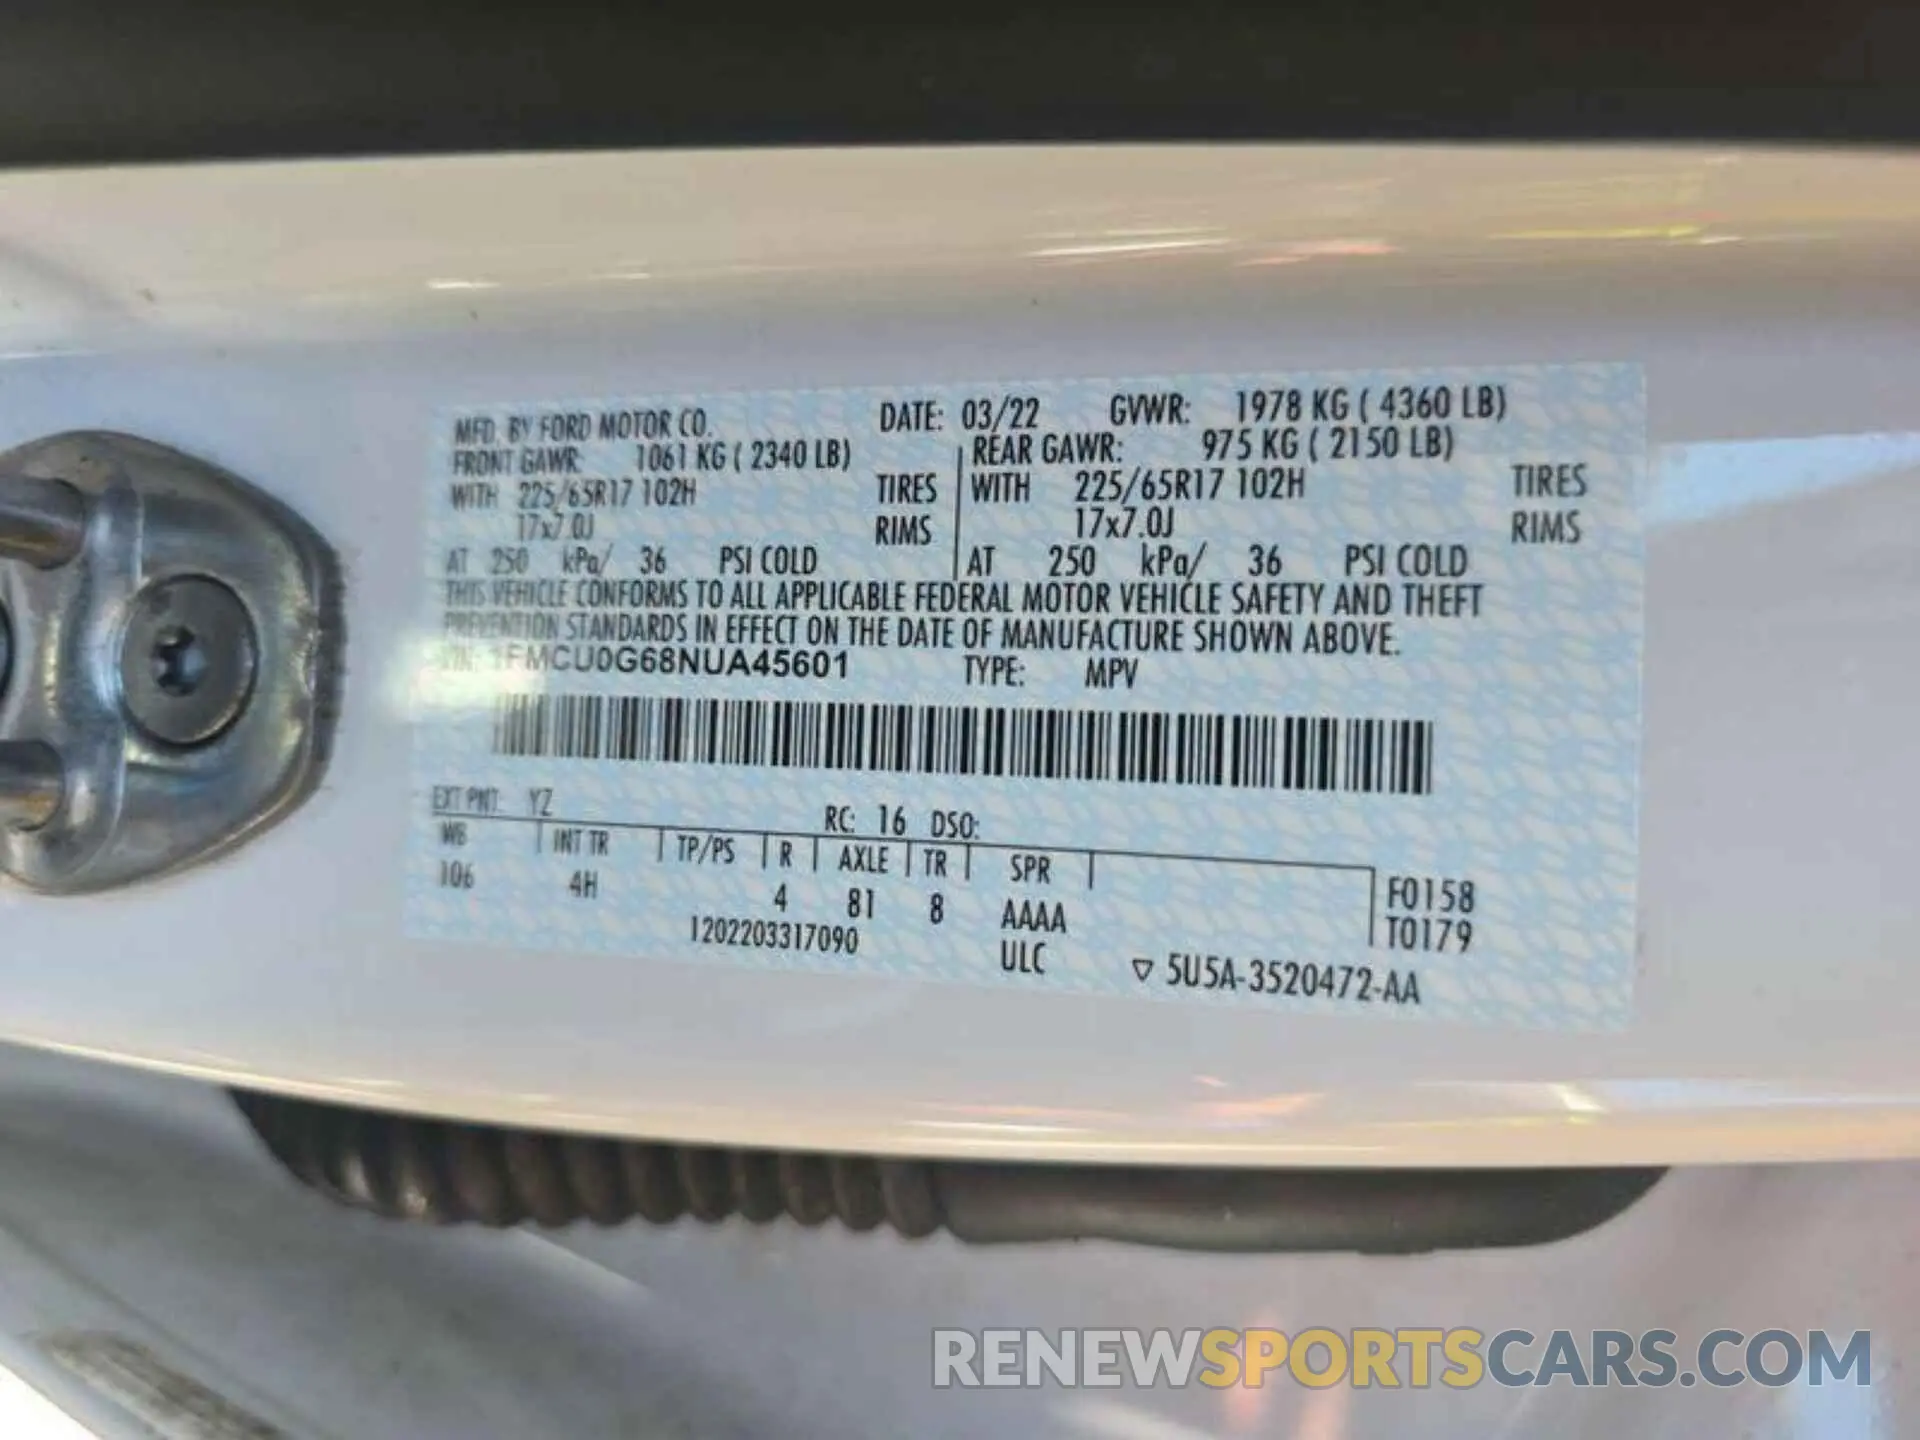 MFD. BY FORD MOTOR CO. DATE: 03/22 GVWR: 1978 KG ( 4360 LB)
FRONT GAWR: 1061 KG ( 2340 LB) REAR GAWR: 975 KG ( 2150 LB)
WITH 225/65R17 102H TIRES WITH 225/65R17 102H TIRES
17x7.0J RIMS 17x7.0J RIMS
AT 250 kPa/ 36 PSI COLD AT 250 kPa/ 36 PSI COLD
THIS VEHICLE CONFORMS TO ALL APPLICABLE FEDERAL MOTOR VEHICLE SAFETY AND THEFT
PREVENTION STANDARDS IN EFFECT ON THE DATE OF MANUFACTURE SHOWN ABOVE.
VIN: 1FMCU0G68NUA45601 TYPE: MPV
EXT PNT: YZ RC: 16 DSO:
WB INT TR TP/PS R AXLE TR SPR
106 4H 4 81 8 AAAA F0158
1202203317090 ULC T0179
▽ 5U5A-3520472-AA
RENEWSPORTSCARS.COM